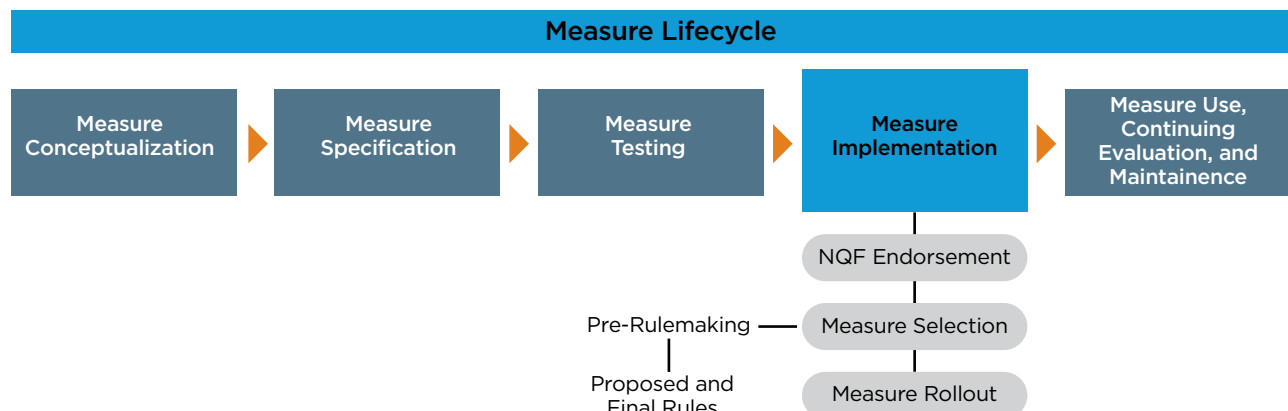 Measure Lifecycle
Measure
Conceptualization
Measure
Specification
Measure
Testing
Measure
Implementation
Measure Use,
Continuing
Evaluation, and
Maintainence
NQF Endorsement
Pre-Rulemaking
Measure Selection
Proposed and
Final Rules
Measure Rollout